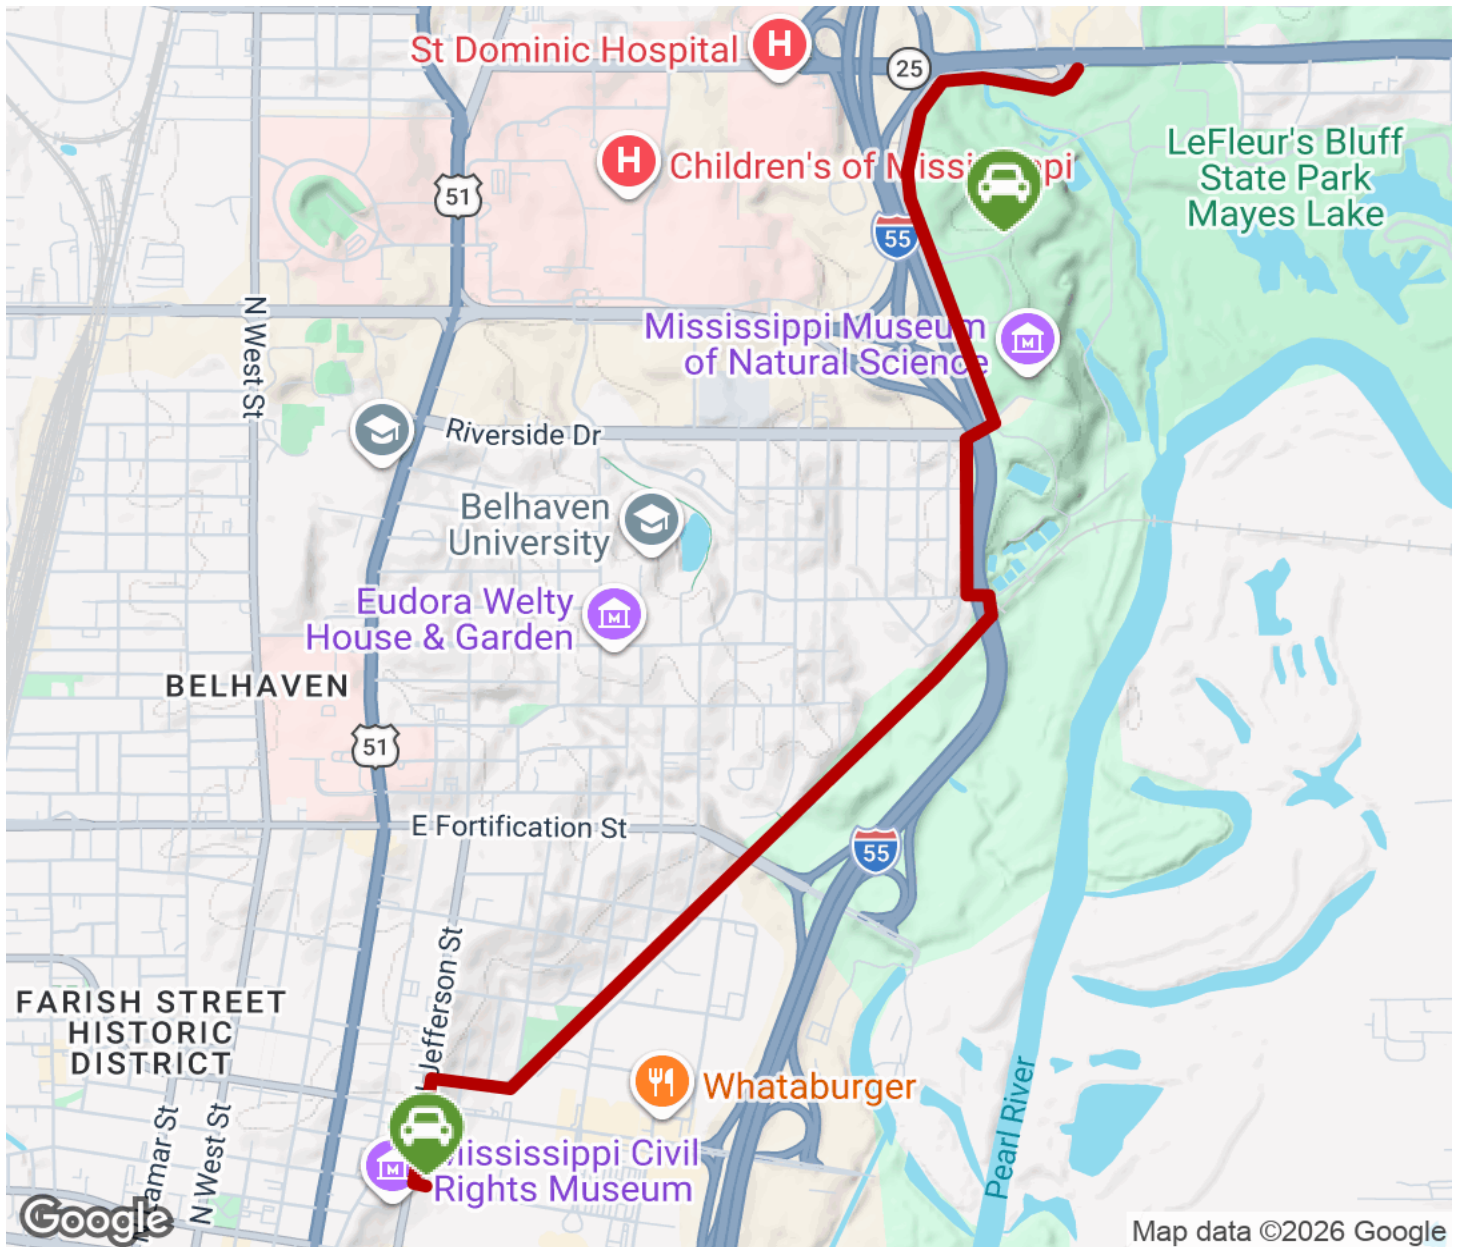 St Dominic Hospital
H
25
H
Children's of Mississippi
LeFleur's Bluff
State Park
Mayes Lake
51
55
N West St
Mississippi Museum
of Natural Science
M
Riverside Dr
Belhaven
University
Eudora Welty
House & Garden
M
BELHAVEN
51
E Fortification St
55
FARISH STREET
HISTORIC
DISTRICT
Jefferson St
Whataburger
Pearl River
N West St
M
Mississippi Civil
Rights Museum
Google
Map data ©2026 Google